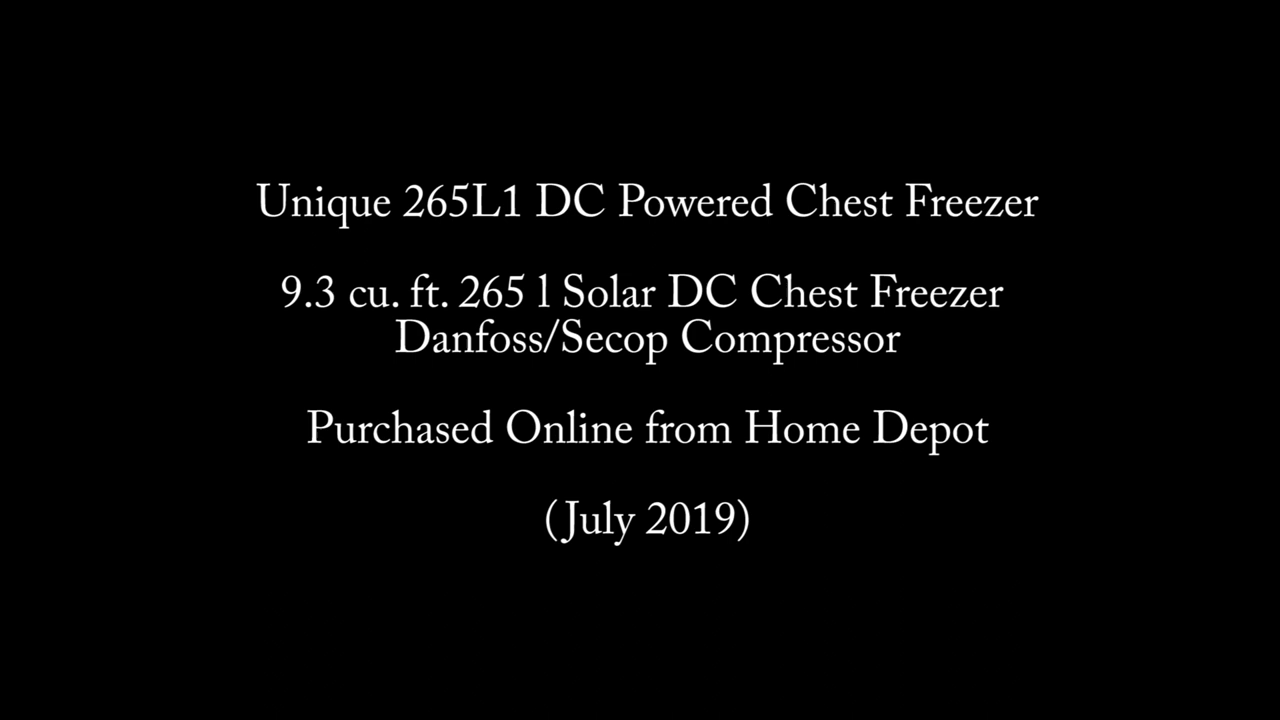 Unique 265L1 DC Powered Chest Freezer
9.3 cu. ft. 265 l Solar DC Chest Freezer
Danfoss/Secop Compressor
Purchased Online from Home Depot
(July 2019)